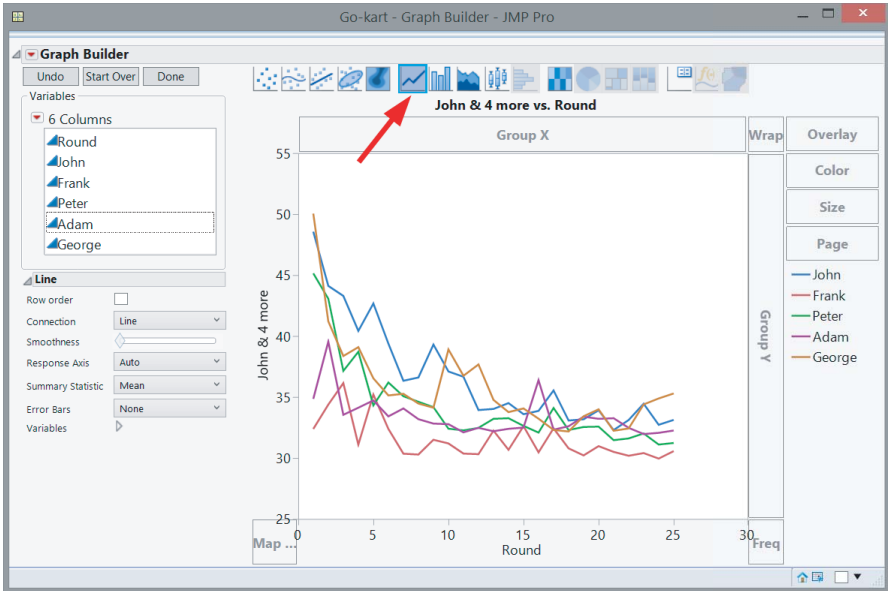 Go-kart - Graph Builder - JMP Pro
Graph Builder
Undo Start Over Done
Variables
6 Columns
Round
John
Frank
Peter
Adam
George
Line
Row order
Connection Line
Smoothness
Response Axis Auto
Summary Statistic Mean
Error Bars None
Variables
John & 4 more vs. Round
Group X
Wrap
Overlay
Color
Size
Page
John
Frank
Peter
Adam
George
Group Y
John & 4 more
55
50
45
40
35
30
25
0 5 10 15 20 25 30
Round
Map ...
Freq